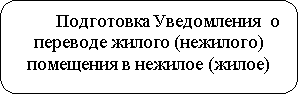 Подготовка Уведомления о
переводе жилого (нежилого)
помещения в нежилое (жилое)